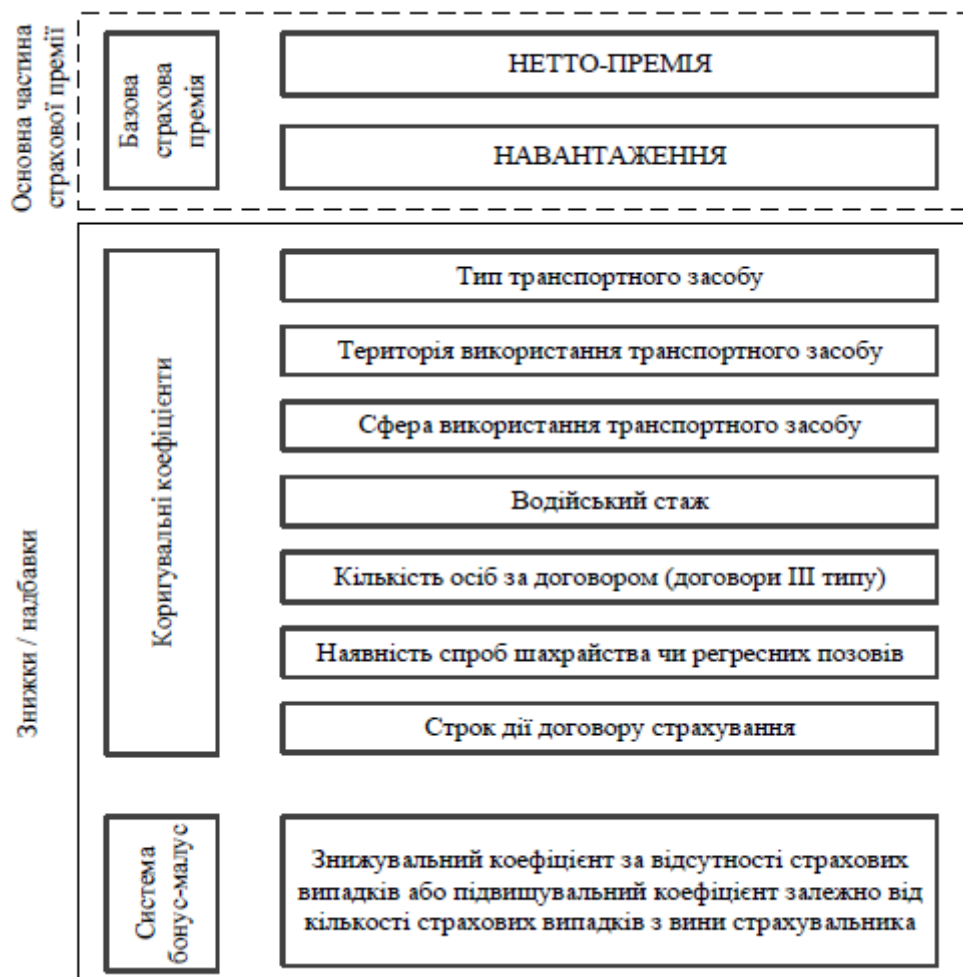 Основна частина
страхової премії
Базова
страхова
премія
НЕТТО-ПРЕМІЯ
НАВАНТАЖЕННЯ
Знижки / надбавки
Коригувальні коефіцієнти
Тип транспортного засобу
Територія використання транспортного засобу
Сфера використання транспортного засобу
Водійський стаж
Кількість осіб за договором (договори III типу)
Наявність спроб шахрайства чи регресних позовів
Строк дії договору страхування
Система
бонус-малус
Знижувальний коефіцієнт за відсутності страхових
випадків або підвищувальний коефіцієнт залежно від
кількості страхових випадків з вини страхувальника